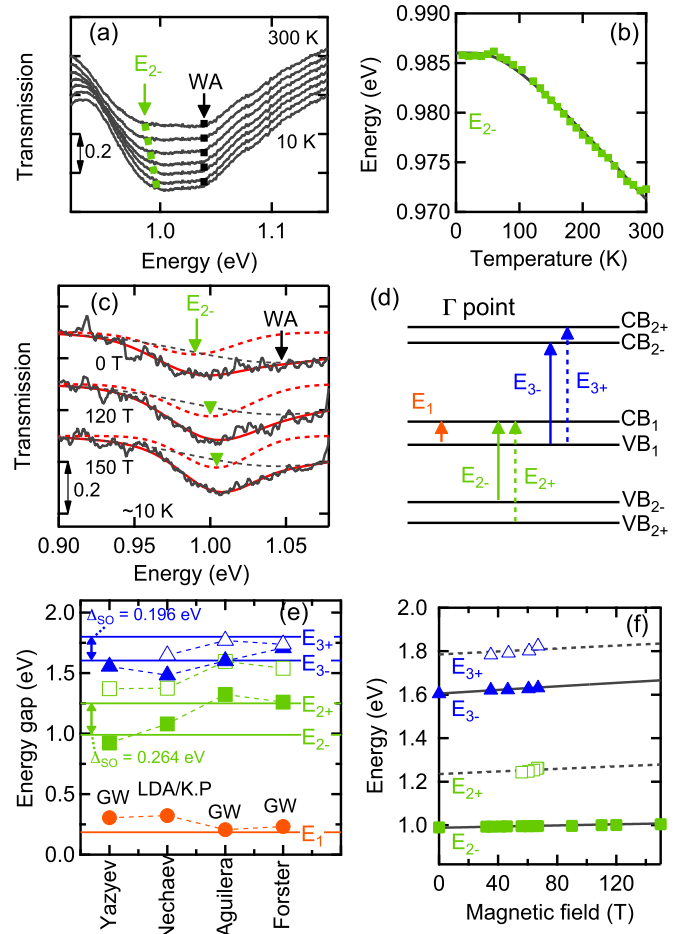 (a)
300 K
E2-
WA
10 K
0.2
Transmission
1.0
1.1
Energy (eV)
(b)
0.990
0.985
0.980
0.975
0.970
Energy (eV)
E2-
0
100
200
300
Temperature (K)
(c)
E2-
WA
0 T
120 T
150 T
0.2
~10 K
Transmission
0.90
0.95
1.00
1.05
Energy (eV)
(d)
Γ point
CB2+
CB2-
E3-
E3+
E1
CB1
VB1
E2-
E2+
VB2-
VB2+
(e)
2.0
1.5
1.0
0.5
0.0
Energy gap (eV)
ΔSO = 0.196 eV
E3+
E3-
E2+
E2-
ΔSO = 0.264 eV
GW
LDA/K.P
GW
GW
E1
Yazyev
Nechaev
Aguilera
Forster
(f)
2.0
1.8
1.6
1.4
1.2
1.0
Energy (eV)
E3+
E3-
E2+
E2-
0
40
80
120
Magnetic field (T)